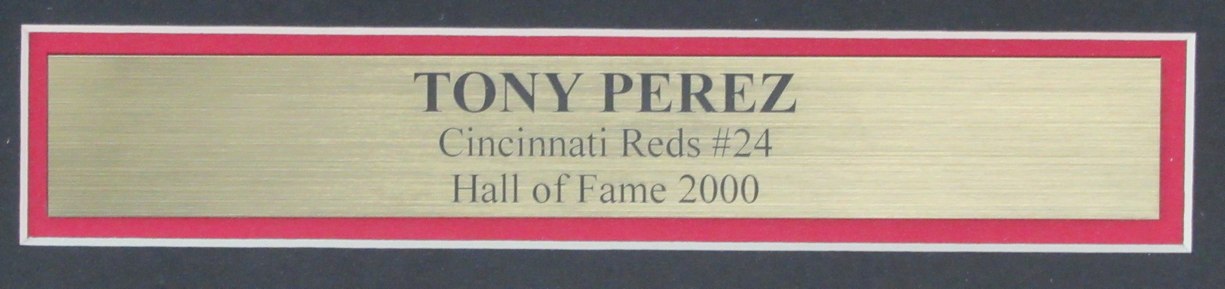 TONY PEREZ
Cincinnati Reds #24
Hall of Fame 2000